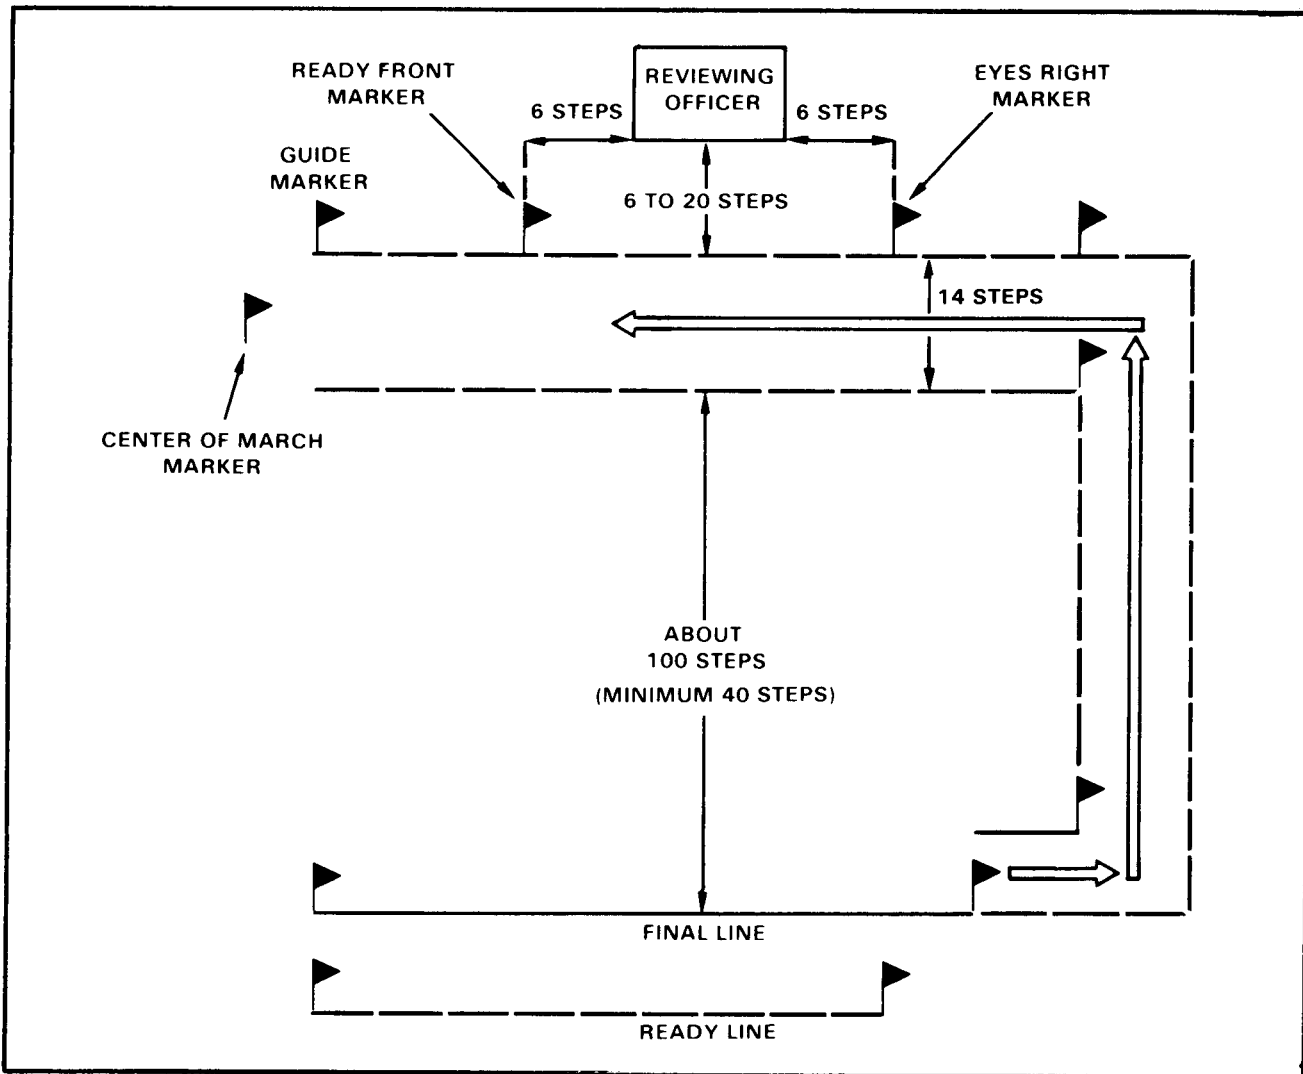 READY FRONT
MARKER
REVIEWING
OFFICER
EYES RIGHT
MARKER
6 STEPS
6 STEPS
GUIDE
MARKER
6 TO 20 STEPS
14 STEPS
CENTER OF MARCH
MARKER
ABOUT
100 STEPS
(MINIMUM 40 STEPS)
FINAL LINE
READY LINE